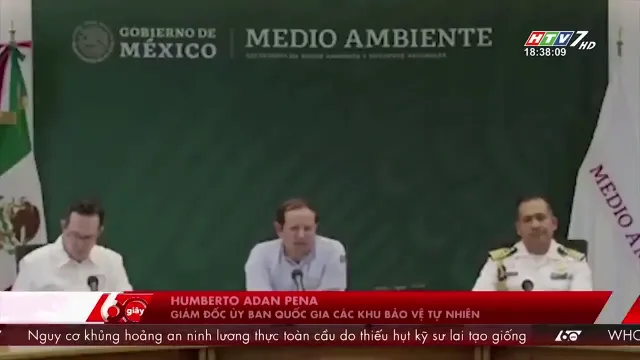 GOBIERNO DE
MÉXICO
MEDIO AMBIENTE
HTV7 HD
18:38:09
MEDIO AM
60 giây
HUMBERTO ADAN PENA
GIÁM ĐỐC ỦY BAN QUỐC GIA CÁC KHU BẢO VỆ TỰ NHIÊN
Nguy cơ khủng hoảng an ninh lương thực toàn cầu do thiếu hụt kỹ sư lai tạo giống
60
WHO